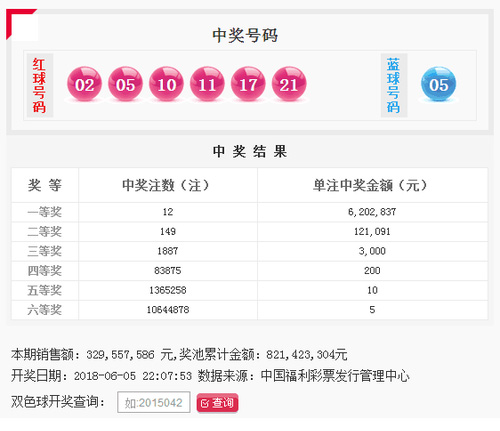 中奖号码
红球号码 02 05 10 11 17 21 蓝球号码 05
中 奖 结 果
奖 等 中奖注数（注） 单注中奖金额（元）
一等奖 12 6,202,837
二等奖 149 121,091
三等奖 1887 3,000
四等奖 83875 200
五等奖 1365258 10
六等奖 10644878 5
本期销售额：329,557,586 元,奖池累计金额：821,423,304元
开奖日期：2018-06-05 22:07:53 数据来源：中国福利彩票发行管理中心
双色球开奖查询： 如:2015042 查询